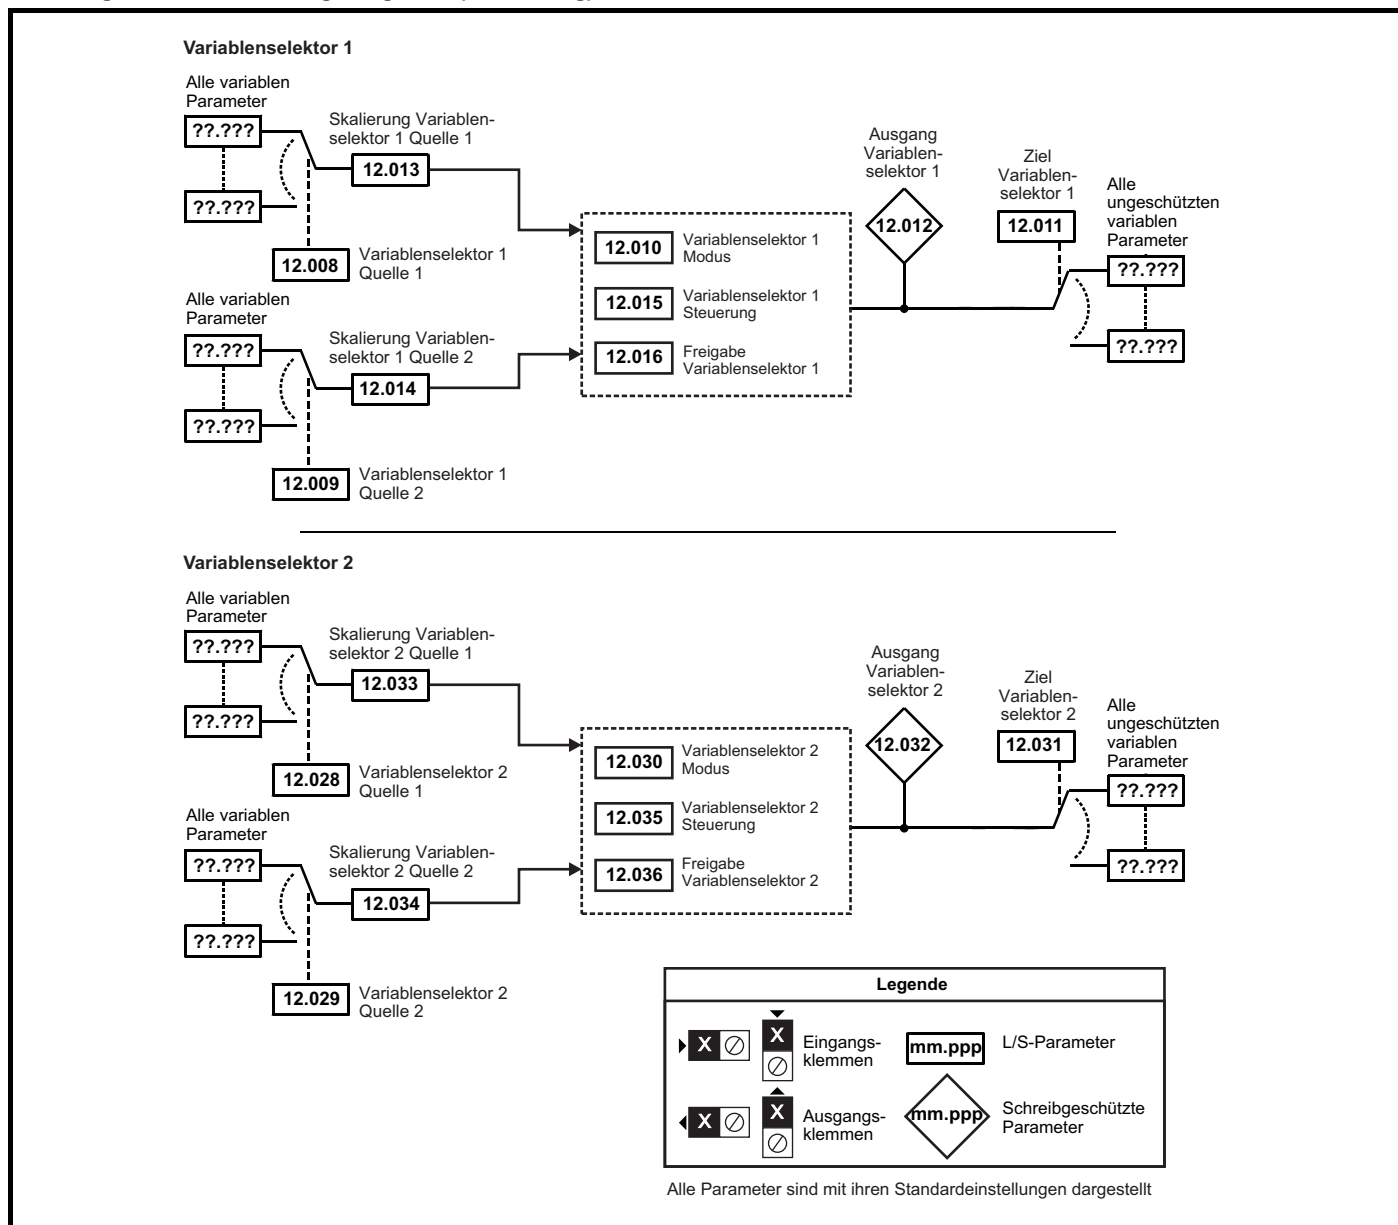 Variablenselektor 1
Alle variablen
Parameter
??.???
??.???
Skalierung Variablen-
selektor 1 Quelle 1
12.013
12.008
Variablenselektor 1
Quelle 1
Alle variablen
Parameter
??.???
??.???
Skalierung Variablen-
selektor 1 Quelle 2
12.014
12.009
Variablenselektor 1
Quelle 2
12.010
Variablenselektor 1
Modus
12.015
Variablenselektor 1
Steuerung
12.016
Freigabe
Variablenselektor 1
Ausgang
Variablen-
selektor 1
12.012
Ziel
Variablen-
selektor 1
12.011
Alle
ungeschützten
variablen
Parameter
??.???
??.???
Variablenselektor 2
Alle variablen
Parameter
??.???
??.???
Skalierung Variablen-
selektor 2 Quelle 1
12.033
12.028
Variablenselektor 2
Quelle 1
Alle variablen
Parameter
??.???
??.???
Skalierung Variablen-
selektor 2 Quelle 2
12.034
12.029
Variablenselektor 2
Quelle 2
12.030
Variablenselektor 2
Modus
12.035
Variablenselektor 2
Steuerung
12.036
Freigabe
Variablenselektor 2
Ausgang
Variablen-
selektor 2
12.032
Ziel
Variablen-
selektor 2
12.031
Alle
ungeschützten
variablen
Parameter
??.???
??.???
Legende
X
X
Eingangs-
klemmen
mm.ppp
L/S-Parameter
X
X
Ausgangs-
klemmen
mm.ppp
Schreibgeschützte
Parameter
Alle Parameter sind mit ihren Standardeinstellungen dargestellt